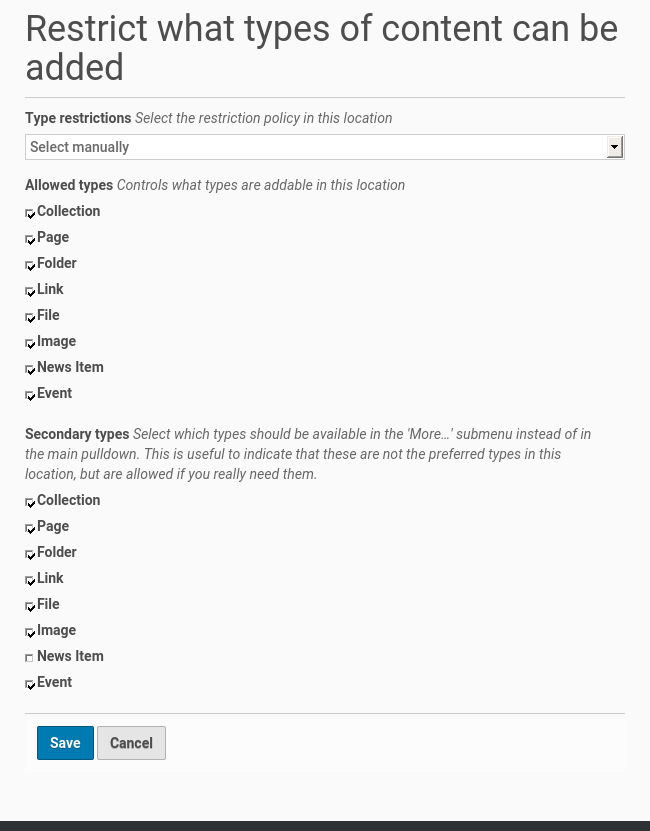 Restrict what types of content can be
added
Type restrictions Select the restriction policy in this location
Select manually
Allowed types Controls what types are addable in this location
Collection
Page
Folder
Link
File
Image
News Item
Event
Secondary types Select which types should be available in the 'More…' submenu instead of in
the main pulldown. This is useful to indicate that these are not the preferred types in this
location, but are allowed if you really need them.
Collection
Page
Folder
Link
File
Image
News Item
Event
Save Cancel